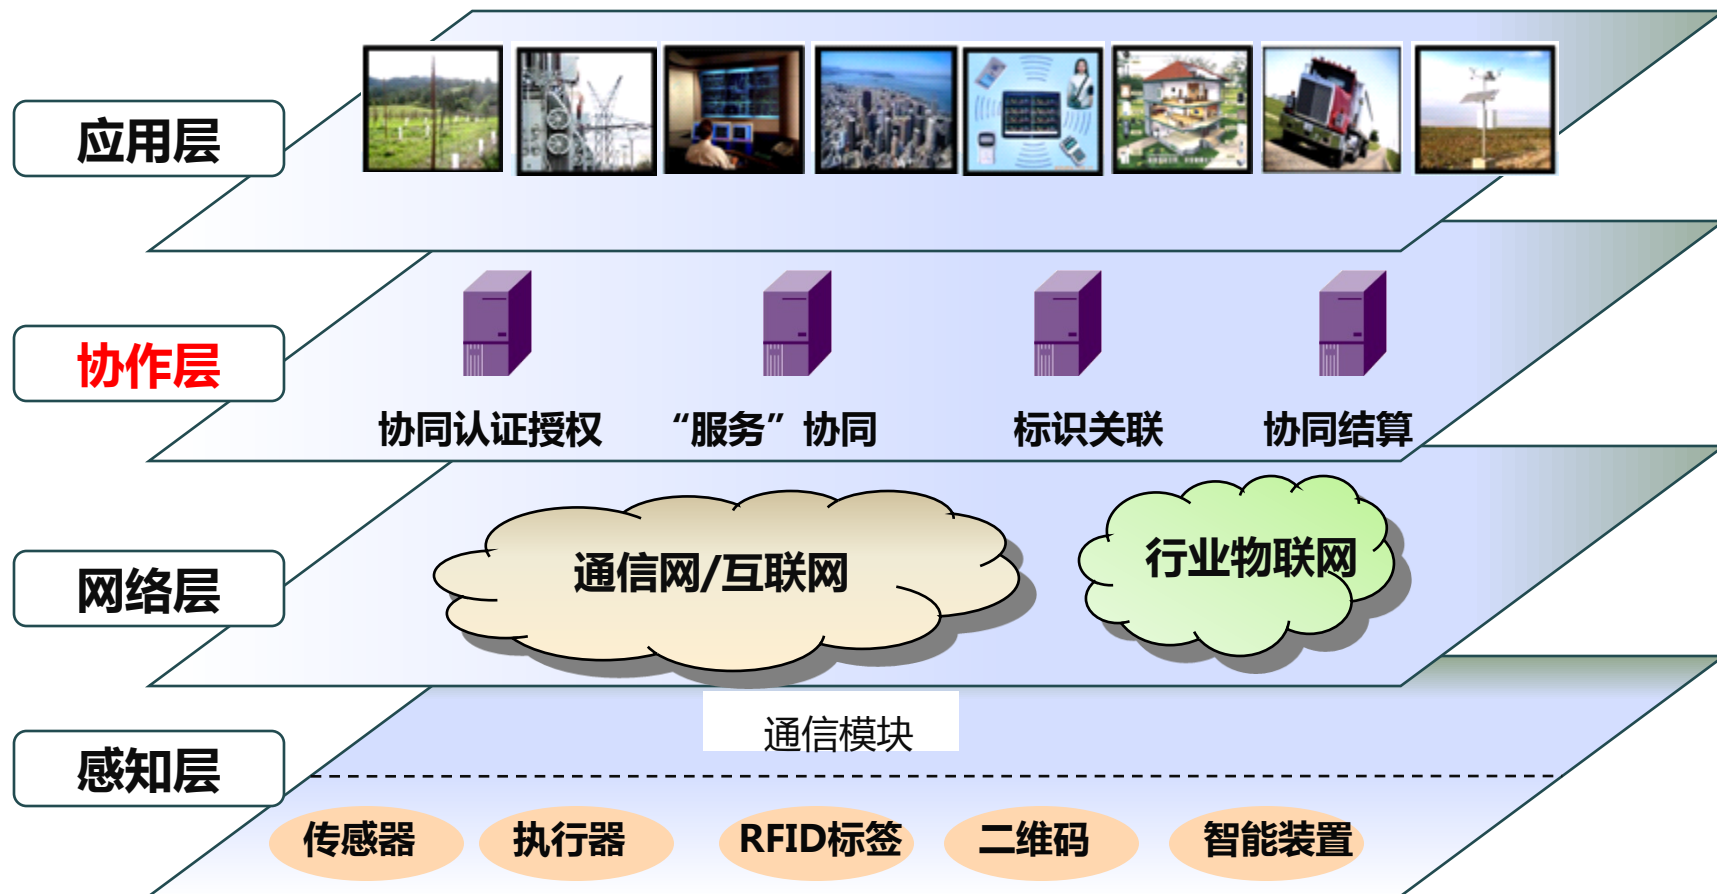 应用层
协作层
协同认证授权
“服务”协同
标识关联
协同结算
网络层
通信网/互联网
行业物联网
感知层
通信模块
传感器
执行器
RFID标签
二维码
智能装置